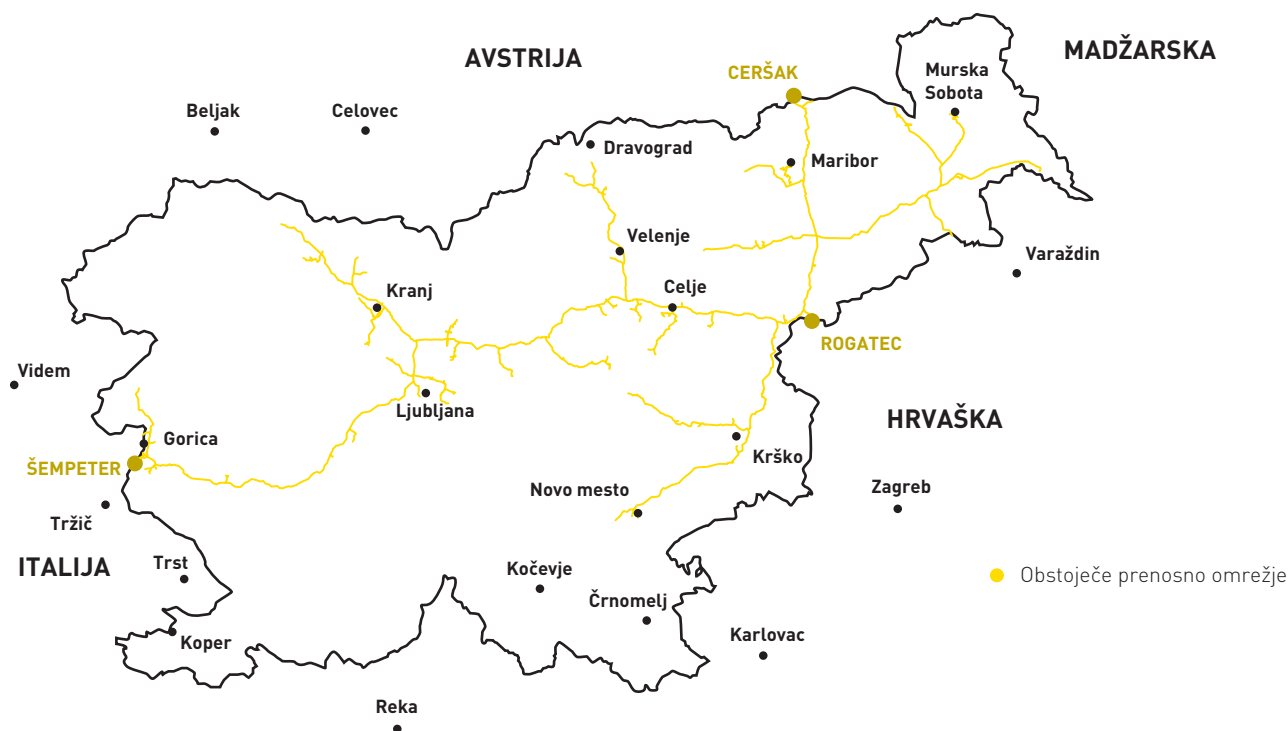 AVSTRIJA
MADŽARSKA
CERŠAK
Murska
Sobota
Beljak
Celovec
Dravograd
Maribor
Velenje
Varaždin
Kranj
Celje
ROGATEC
Videm
Ljubljana
HRVAŠKA
Gorica
ŠEMPETER
Krško
Novo mesto
Zagreb
Tržič
ITALIJA
Trst
Kočevje
Obstoječe prenosno omrežje
Črnomelj
Koper
Karlovac
Reka